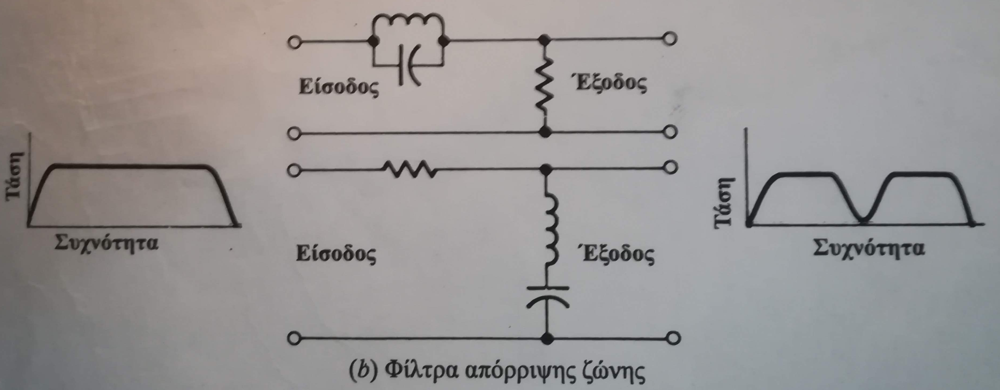 Είσοδος
Έξοδος
Τάση
Συχνότητα
Είσοδος
Έξοδος
Τάση
Συχνότητα
(b) Φίλτρα απόρριψης ζώνης